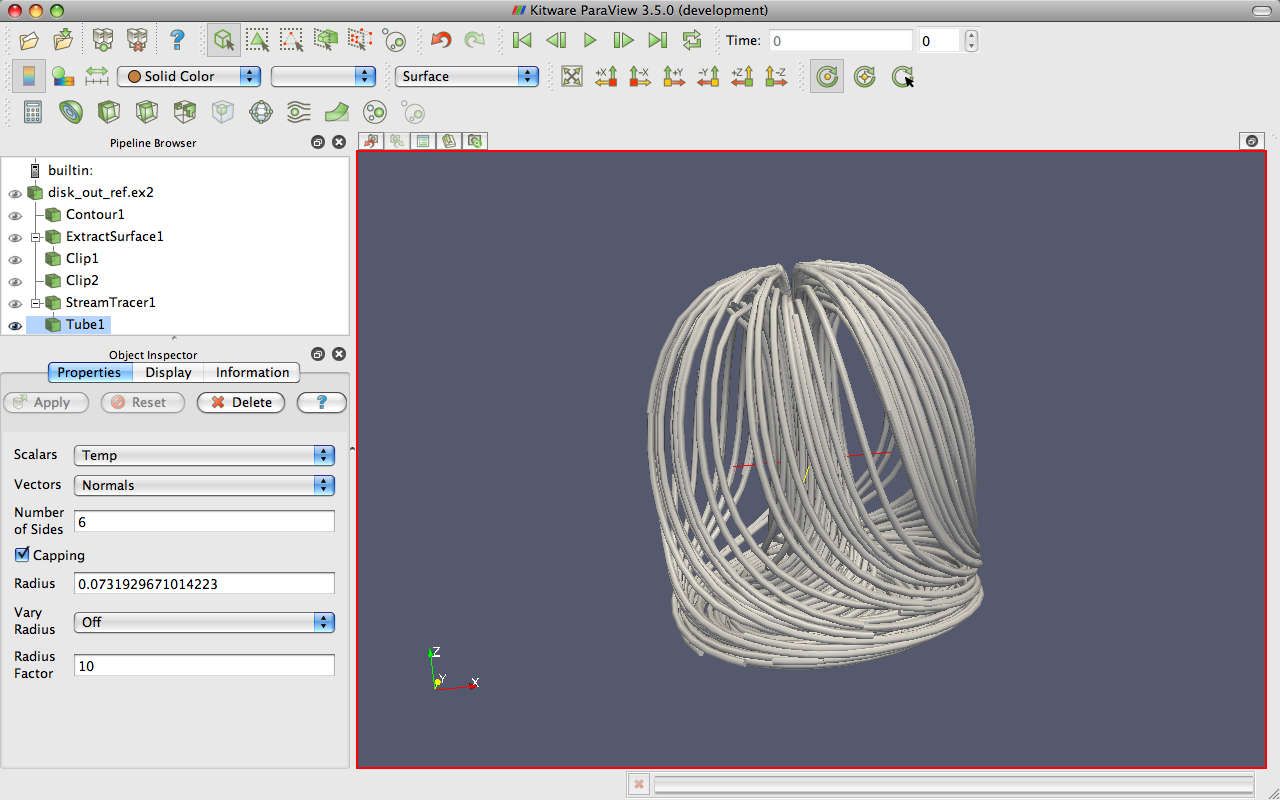 Kitware ParaView 3.5.0 (development)
? Time: 0 0
Solid Color Surface +X -X +Y -Y +Z -Z
Pipeline Browser
builtin:
disk_out_ref.ex2
Contour1
ExtractSurface1
Clip1
Clip2
StreamTracer1
Tube1
Object Inspector
Properties Display Information
Apply Reset Delete ?
Scalars Temp
Vectors Normals
Number
of Sides
6
Capping
Radius 0.0731929671014223
Vary
Radius
Off
Radius
Factor
10
Z
Y
X